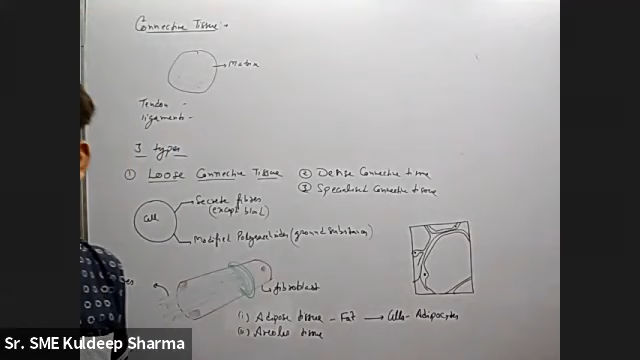 Connective Tissue :-
Matrix
Tendon -
ligaments -
3 types
① Loose Connective Tissue
② Dense Connective tissue
③ Specialised Connective tissue
Cell
Secrete fibres
(except blood)
Modified Polysaccharides (ground substance)
fibroblast
(i) Adipose tissue - Fat → Cells - Adipocytes
(ii) Areolar tissue
Sr. SME Kuldeep Sharma